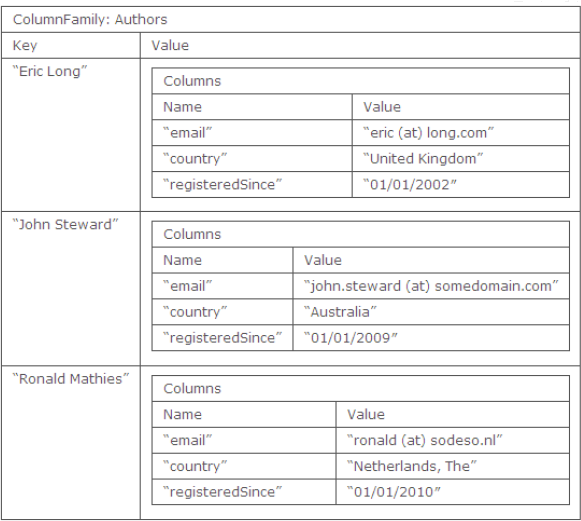 ColumnFamily: Authors
Key Value
“Eric Long” Columns
Name Value
“email” “eric (at) long.com”
“country” “United Kingdom”
“registeredSince” “01/01/2002”
“John Steward” Columns
Name Value
“email” “john.steward (at) somedomain.com”
“country” “Australia”
“registeredSince” “01/01/2009”
“Ronald Mathies” Columns
Name Value
“email” “ronald (at) sodeso.nl”
“country” “Netherlands, The”
“registeredSince” “01/01/2010”